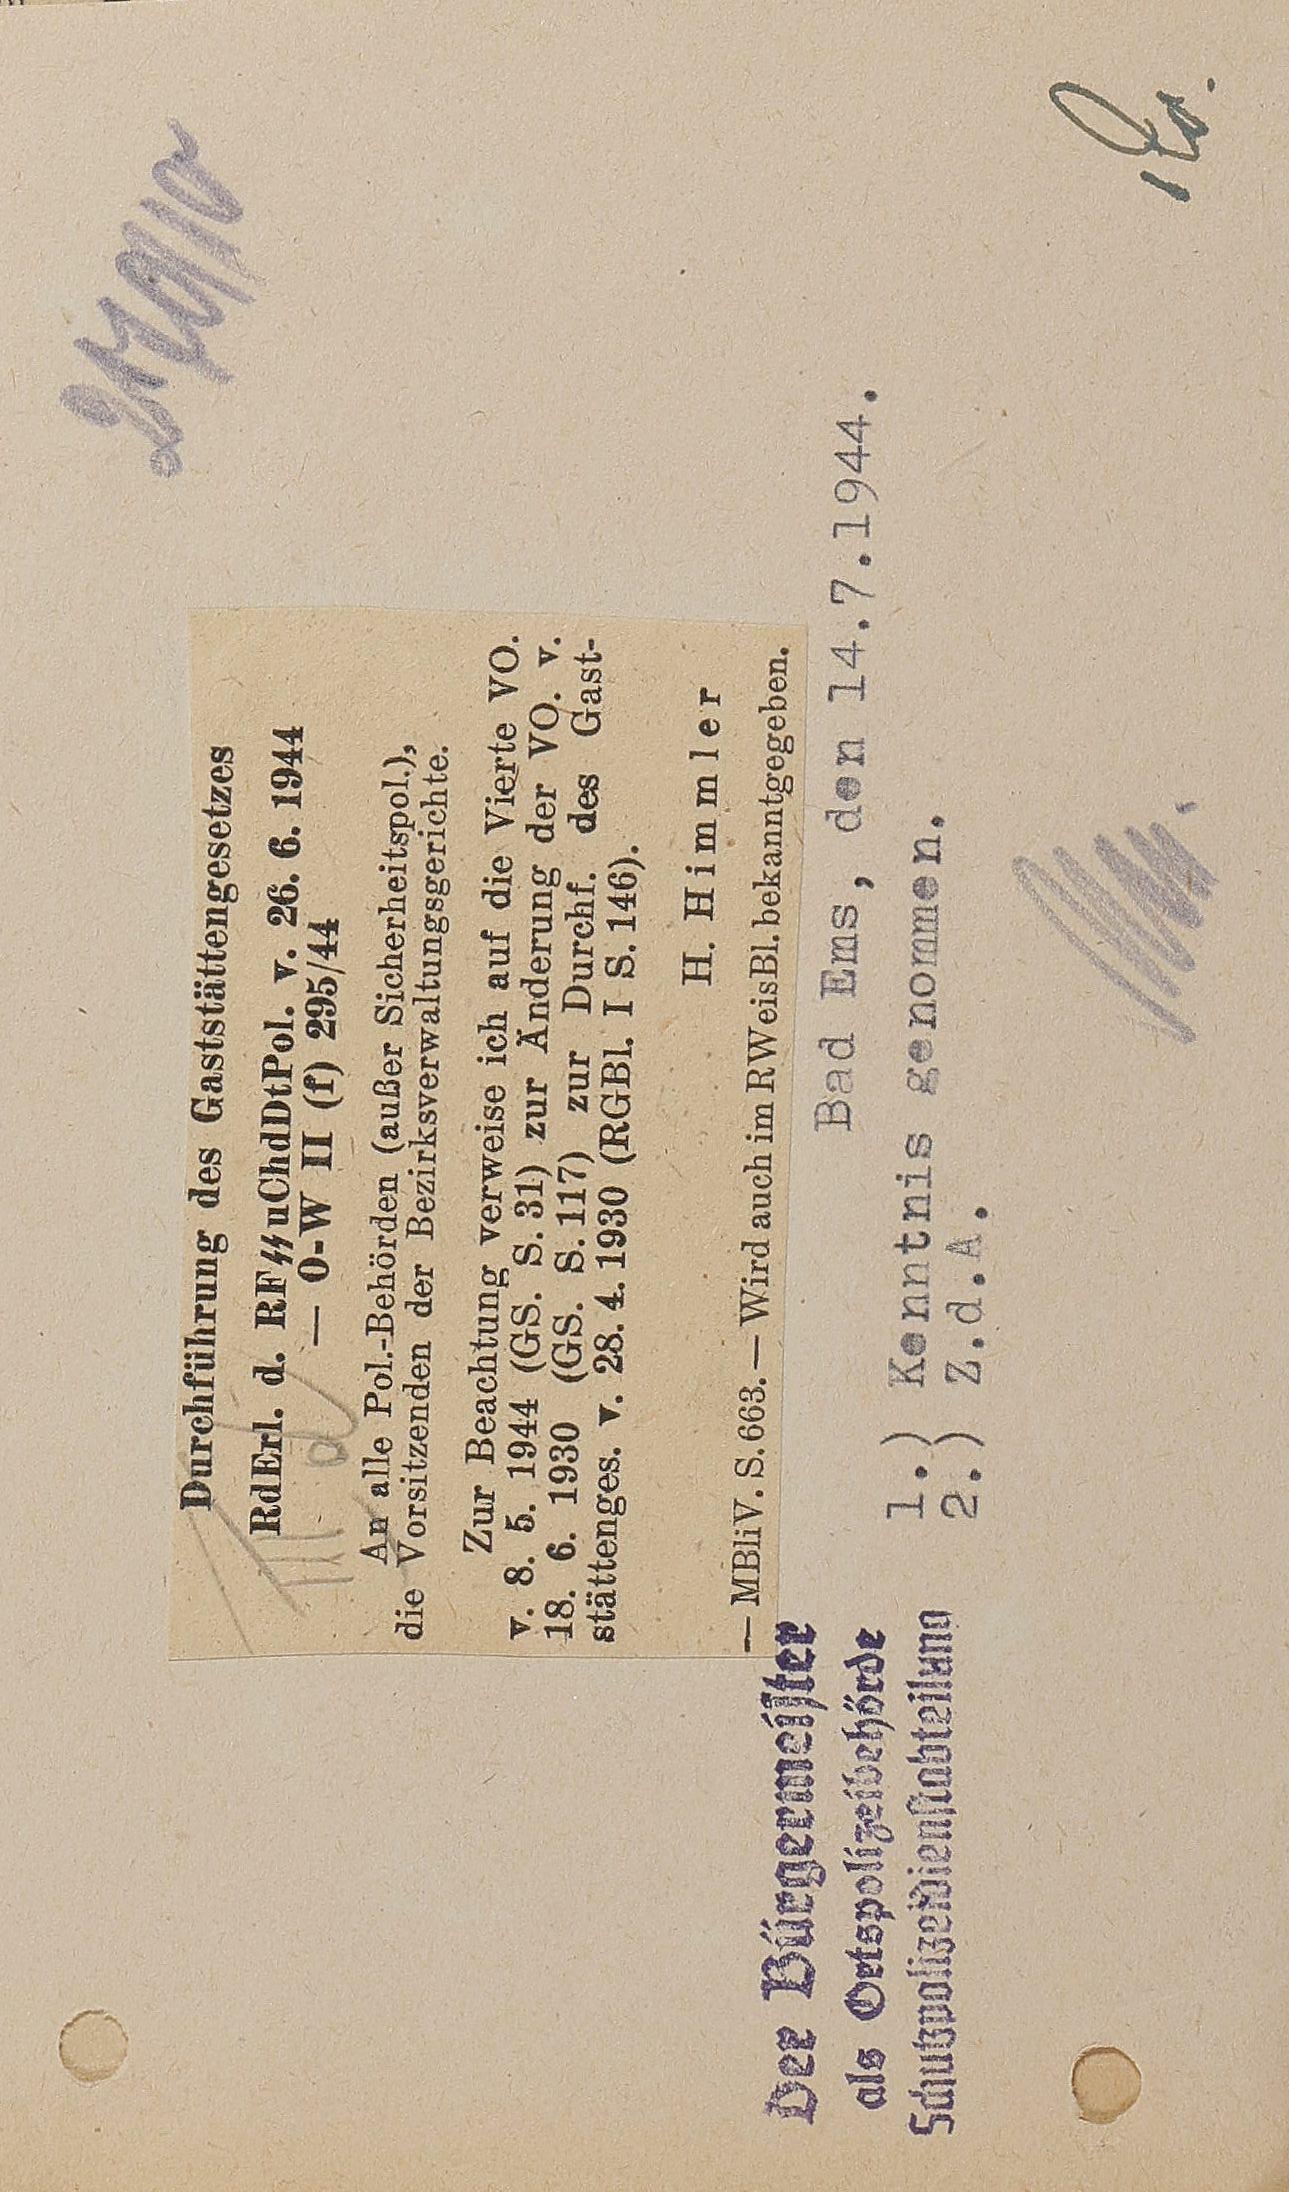 Durchführung des Gaststättengesetzes
RdErl. d. RFSSuChdDtPol. v. 26. 6. 1944
— O-W II (f) 295/44
An alle Pol.-Behörden (außer Sicherheitspol.),
die Vorsitzenden der Bezirksverwaltungsgerichte.
Zur Beachtung verweise ich auf die Vierte VO.
v. 8. 5. 1944 (GS. S. 31) zur Änderung der VO. v.
18. 6. 1930 (GS. S. 117) zur Durchf. des Gast-
stättenges. v. 28. 4. 1930 (RGBl. I S. 146).
H. Himmler
— MBliV. S. 663. — Wird auch im RWeisBl. bekanntgegeben.
Der Bürgermeister
als Ortspolizeibehörde
Schutzpolizeidienstabteilung
Bad Ems, den 14.7.1944.
1.) Kenntnis genommen.
2.) Z.d.A.